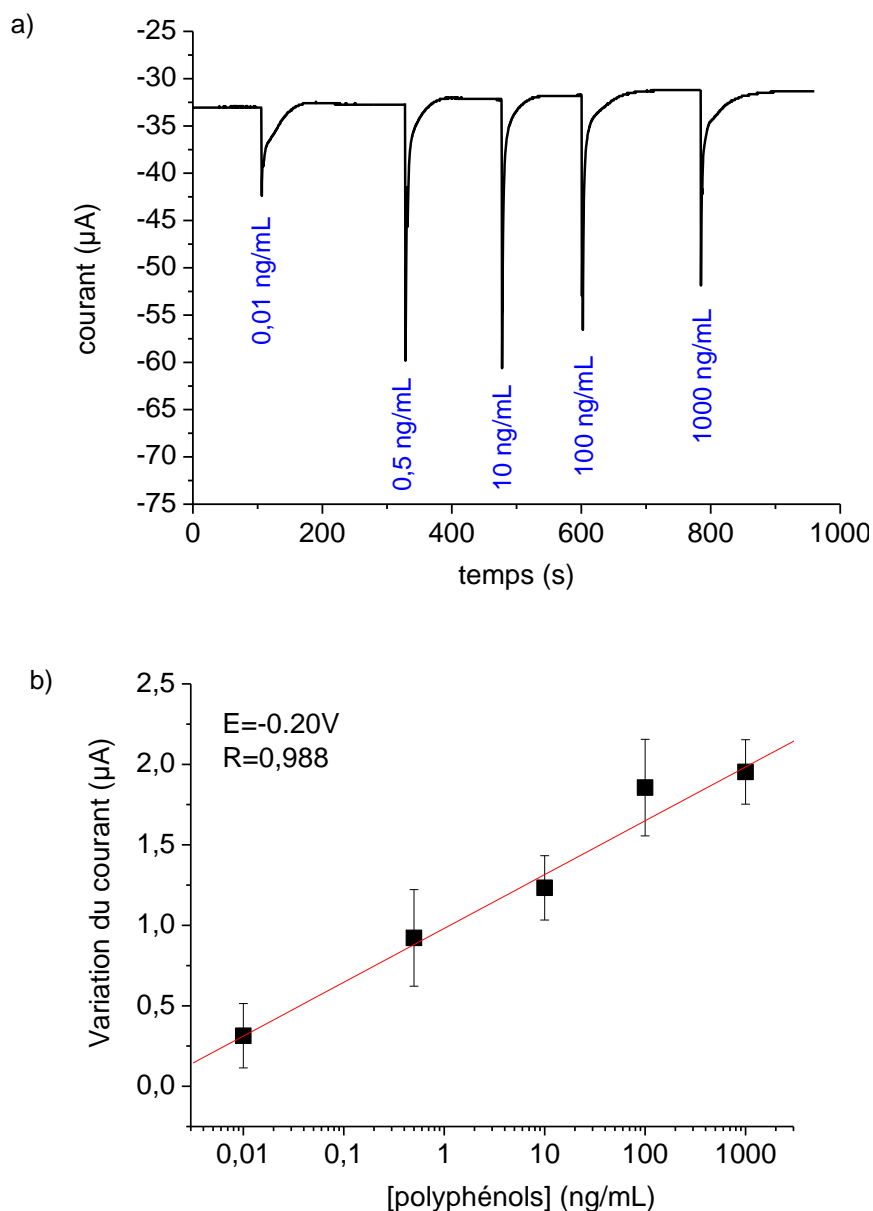 a)
-25
-30
-35
-40
-45
-50
-55
-60
-65
-70
-75
courant (µA)
0,01 ng/mL
0,5 ng/mL
10 ng/mL
100 ng/mL
1000 ng/mL
0 200 400 600 800 1000
temps (s)
b)
2,5
2,0
1,5
1,0
0,5
0,0
Variation du courant (µA)
E=-0.20V
R=0,988
0,01 0,1 1 10 100 1000
[polyphénols] (ng/mL)